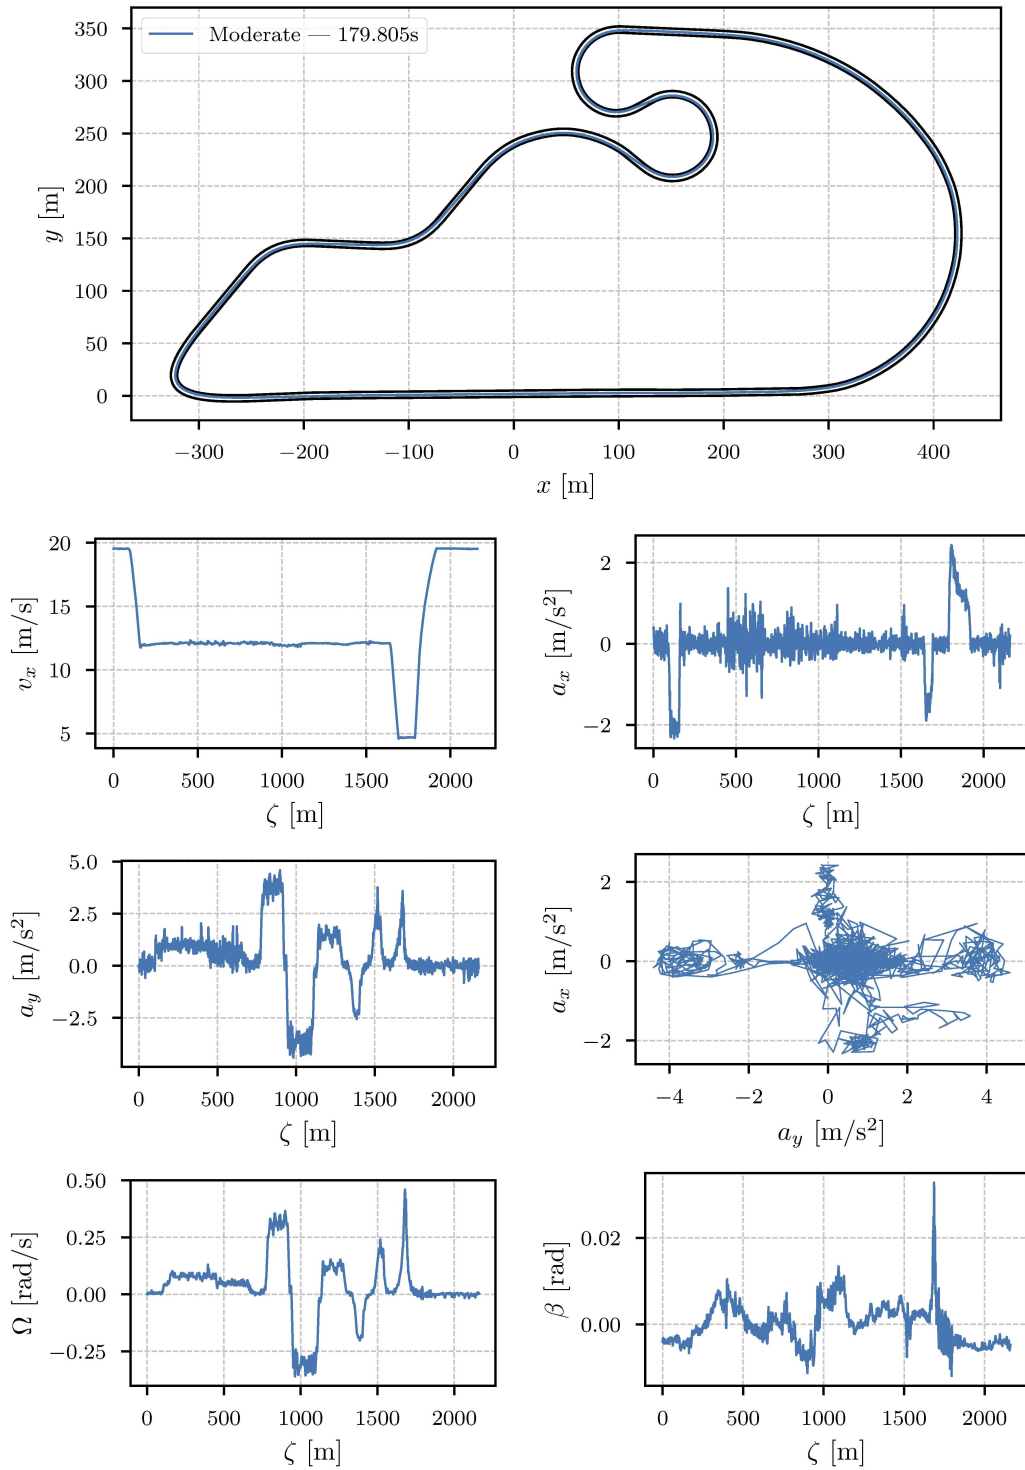 Moderate — 179.805s
350
300
250
200
150
100
50
0
y [m]
−300 −200 −100 0 100 200 300 400
x [m]
20
15
10
5
v_x [m/s]
0 500 1000 1500 2000
ζ [m]
2
0
−2
a_x [m/s²]
0 500 1000 1500 2000
ζ [m]
5.0
2.5
0.0
−2.5
a_y [m/s²]
0 500 1000 1500 2000
ζ [m]
2
0
−2
a_x [m/s²]
−4 −2 0 2 4
a_y [m/s²]
0.50
0.25
0.00
−0.25
Ω [rad/s]
0 500 1000 1500 2000
ζ [m]
0.02
0.00
β [rad]
0 500 1000 1500 2000
ζ [m]